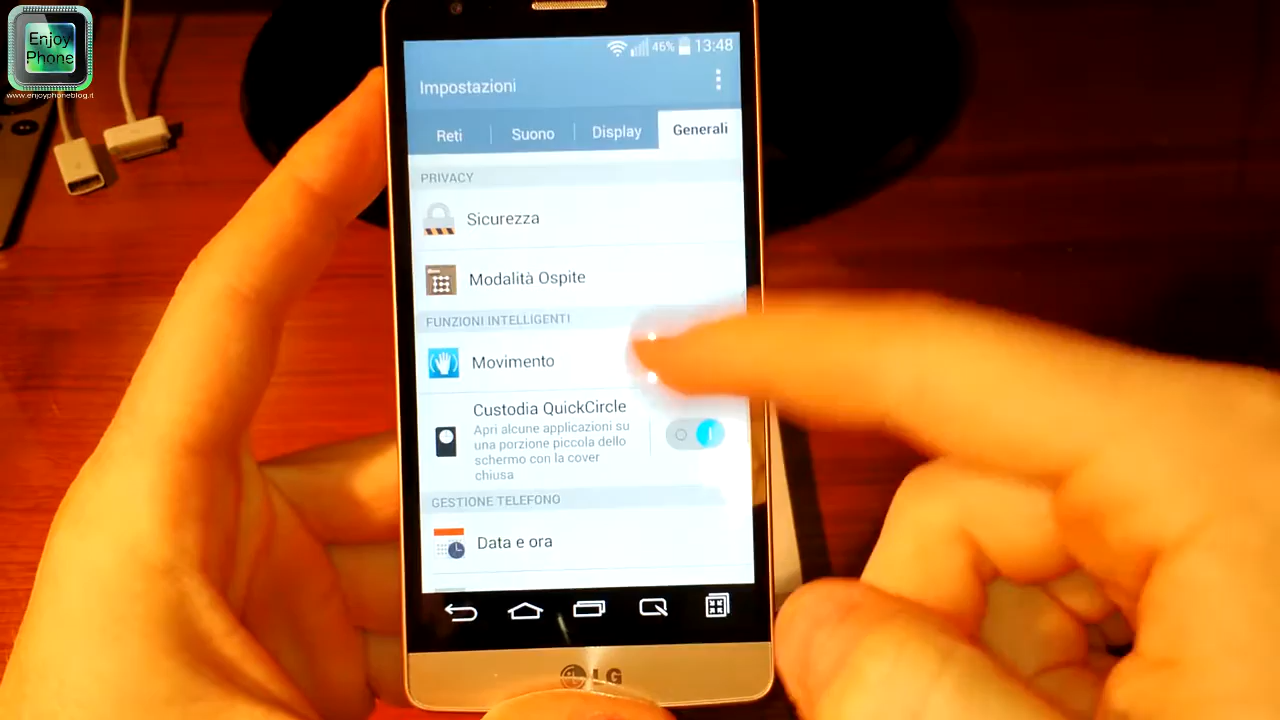 Enjoy
Phone
www.enjoyphoneblog.it
46% 13:48
Impostazioni
Reti Suono Display Generali
PRIVACY
Sicurezza
Modalità Ospite
FUNZIONI INTELLIGENTI
Movimento
Custodia QuickCircle
Apri alcune applicazioni su
una porzione piccola dello
schermo con la cover
chiusa
GESTIONE TELEFONO
Data e ora
LG